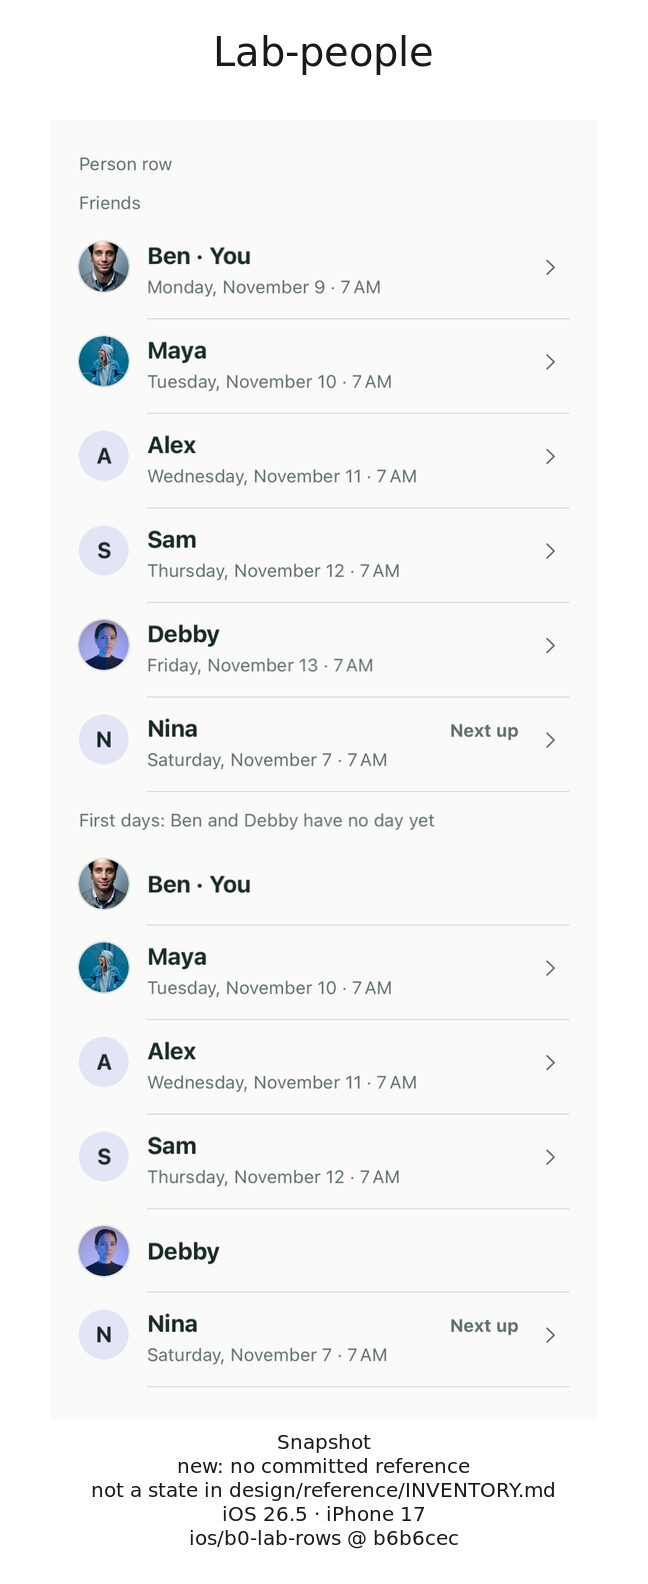 Lab-people
Person row
Friends
Ben · You
Monday, November 9 · 7 AM
Maya
Tuesday, November 10 · 7 AM
A
Alex
Wednesday, November 11 · 7 AM
S
Sam
Thursday, November 12 · 7 AM
Debby
Friday, November 13 · 7 AM
N
Nina
Next up
Saturday, November 7 · 7 AM
First days: Ben and Debby have no day yet
Ben · You
Maya
Tuesday, November 10 · 7 AM
A
Alex
Wednesday, November 11 · 7 AM
S
Sam
Thursday, November 12 · 7 AM
Debby
N
Nina
Next up
Saturday, November 7 · 7 AM
Snapshot
new: no committed reference
not a state in design/reference/INVENTORY.md
iOS 26.5 · iPhone 17
ios/b0-lab-rows @ b6b6cec